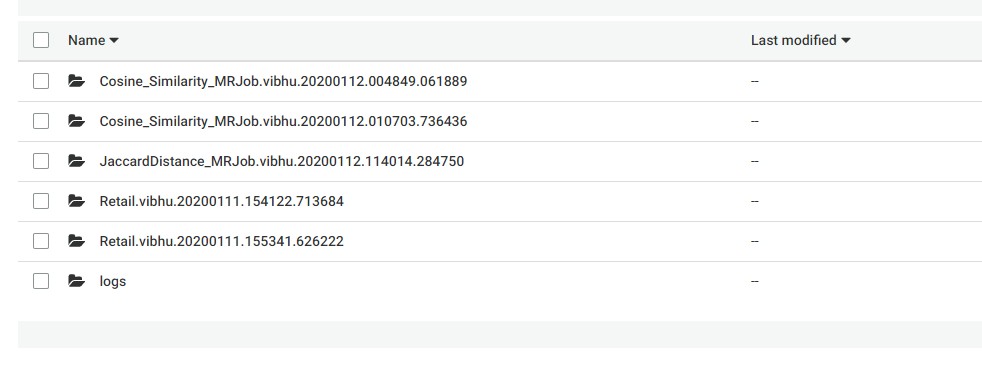 Name Last modified
Cosine_Similarity_MRJob.vibhu.20200112.004849.061889 --
Cosine_Similarity_MRJob.vibhu.20200112.010703.736436 --
JaccardDistance_MRJob.vibhu.20200112.114014.284750 --
Retail.vibhu.20200111.154122.713684 --
Retail.vibhu.20200111.155341.626222 --
logs --